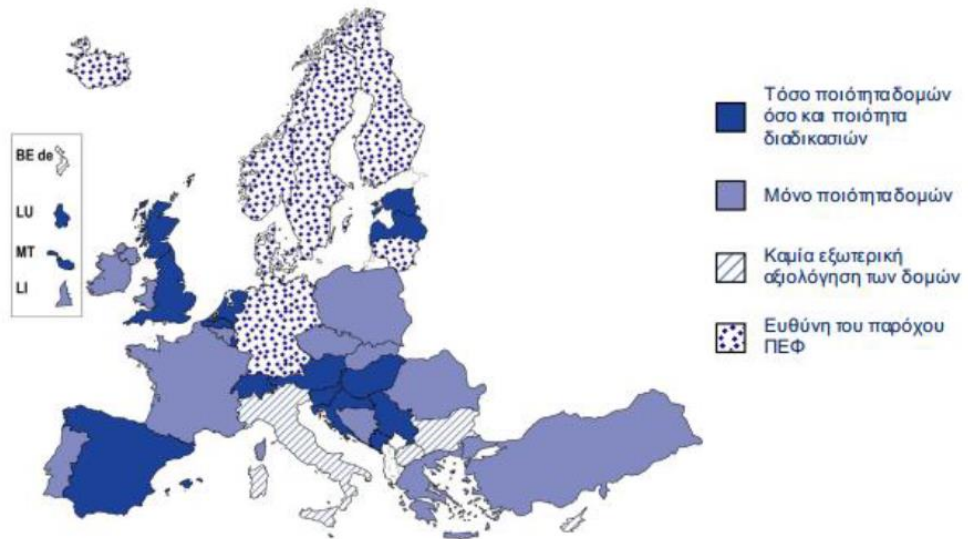 BE de
LU
MT
LI
Τόσο ποιότητα δομών
όσο και ποιότητα
διαδικασιών
Μόνο ποιότητα δομών
Καμία εξωτερική
αξιολόγηση των δομών
Ευθύνη του παρόχου
ΠΕΦ